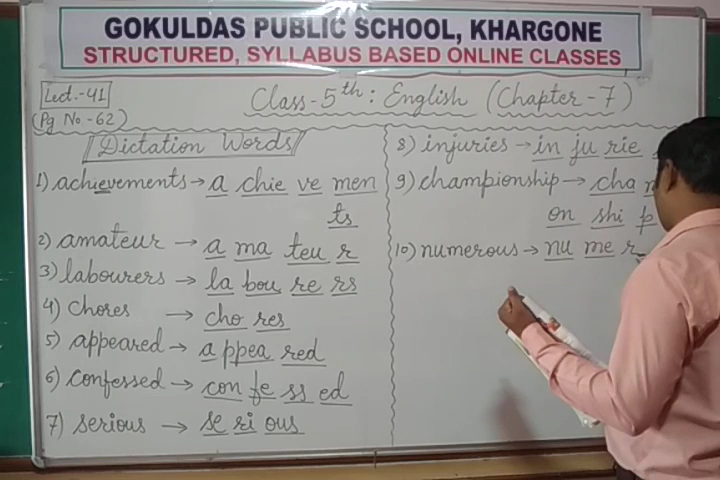 GOKULDAS PUBLIC SCHOOL, KHARGONE
STRUCTURED, SYLLABUS BASED ONLINE CLASSES
Lect.-41
(Pg No -62)
Class-5th: English (Chapter-7)
Dictation Words
1) achievements → a chie ve men
ts
2) amateur → a ma teu r
3) labourers → la bou re rs
4) chores → cho res
5) appeared → a ppea red
6) confessed → con fe ss ed
7) serious → se ri ous
8) injuries → in ju rie
9) championship → cha
on shi p
10) numerous → nu me r